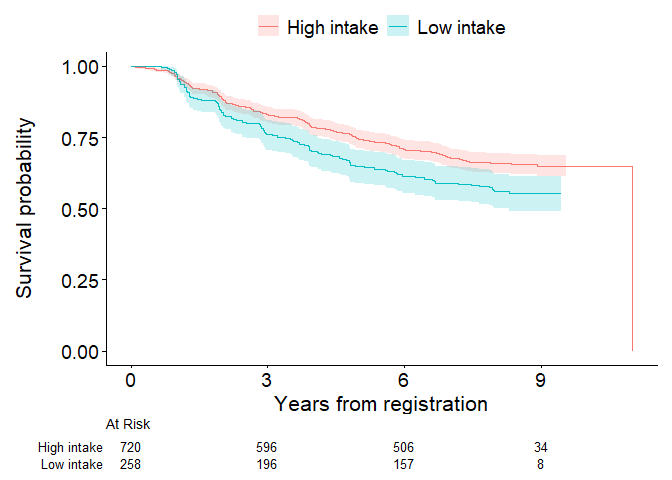 High intake Low intake
1.00
0.75
0.50
0.25
0.00
Survival probability
0 3 6 9
Years from registration
At Risk
High intake 720 596 506 34
Low intake 258 196 157 8